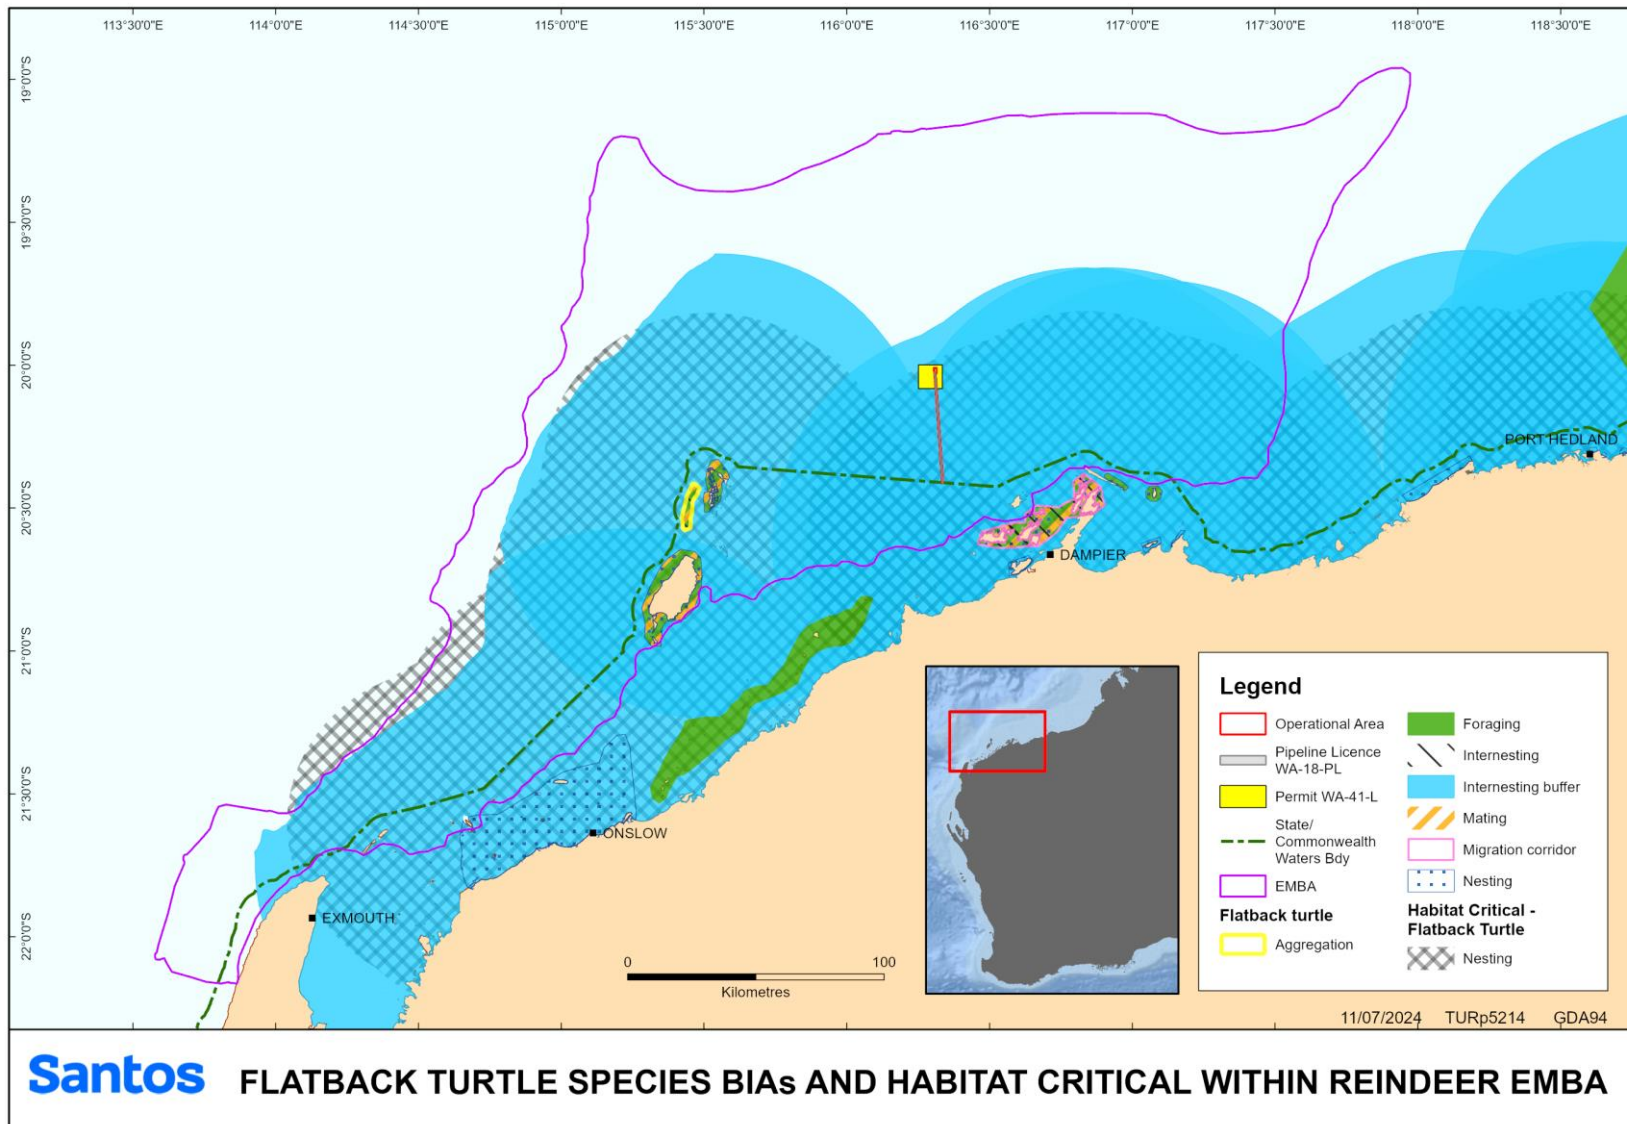 113°30'0"E
114°0'0"E
114°30'0"E
115°0'0"E
115°30'0"E
116°0'0"E
116°30'0"E
117°0'0"E
117°30'0"E
118°0'0"E
118°30'0"E
19°0'0"S
19°30'0"S
20°0'0"S
20°30'0"S
21°0'0"S
21°30'0"S
22°0'0"S
PORT HEDLAND
DAMPIER
ONSLOW
EXMOUTH
0
100
Kilometres
Legend
Operational Area
Pipeline Licence
WA-18-PL
Permit WA-41-L
State/
Commonwealth
Waters Bdy
EMBA
Flatback turtle
Aggregation
Foraging
Internesting
Internesting buffer
Mating
Migration corridor
Nesting
Habitat Critical -
Flatback Turtle
Nesting
11/07/2024 TURp5214 GDA94
Santos
FLATBACK TURTLE SPECIES BIAs AND HABITAT CRITICAL WITHIN REINDEER EMBA